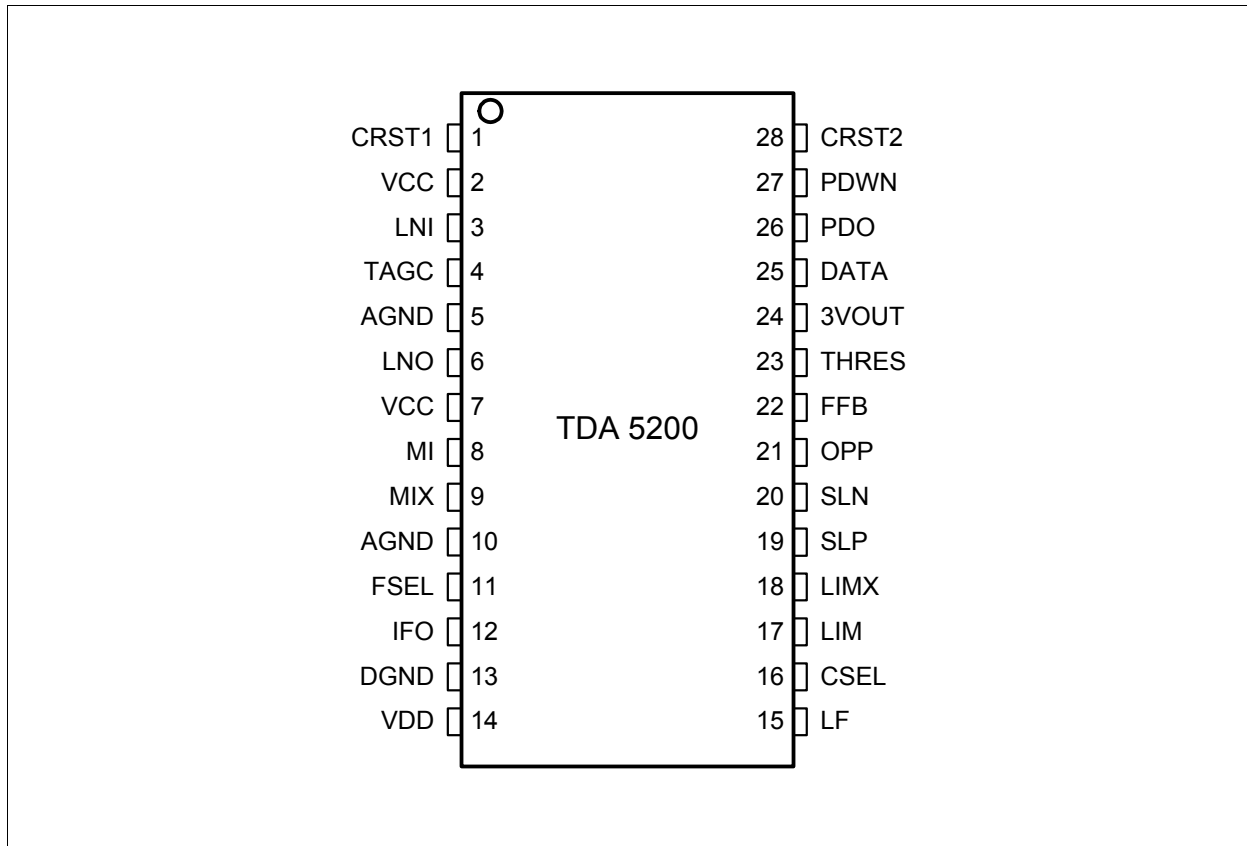 CRST1 1 28 CRST2
VCC 2 27 PDWN
LNI 3 26 PDO
TAGC 4 25 DATA
AGND 5 24 3VOUT
LNO 6 23 THRES
VCC 7 22 FFB
TDA 5200
MI 8 21 OPP
MIX 9 20 SLN
AGND 10 19 SLP
FSEL 11 18 LIMX
IFO 12 17 LIM
DGND 13 16 CSEL
VDD 14 15 LF